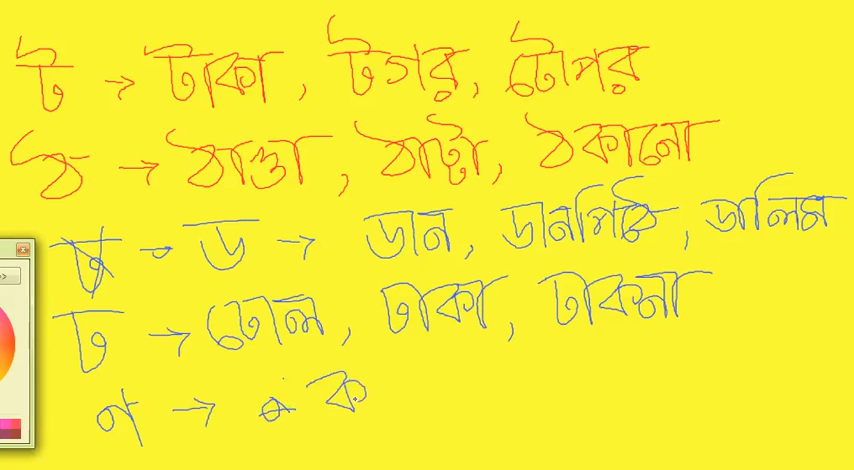 ট → টাকা, টগর, টোপর
ঠ → ঠাণ্ডা, ঠাট্টা, ঠকানো
ড → ডান, ডানপিঠে, ডালিম
ঢ → ঢোল, ঢাকা, ঢাকনা
ণ → ক